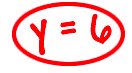 y = 6